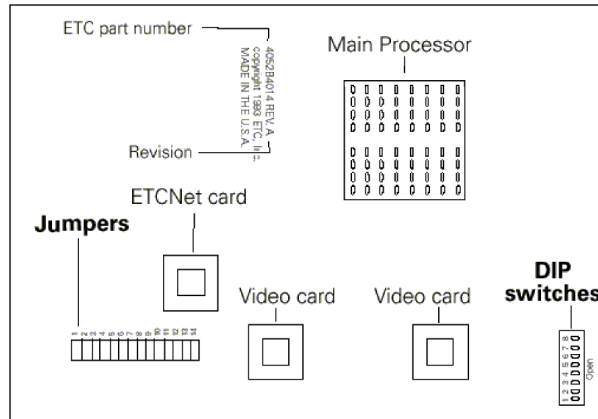 ETC part number
4052B4014 REV. A
copyright 1993 ETC, Inc.
MADE IN THE U.S.A.
Main Processor
Revision
ETCNet card
Jumpers
Video card
Video card
DIP
switches
1 2 3 4 5 6 7 8 9 10 11 12 13 14
1 2 3 4 5 6 7 8
Open